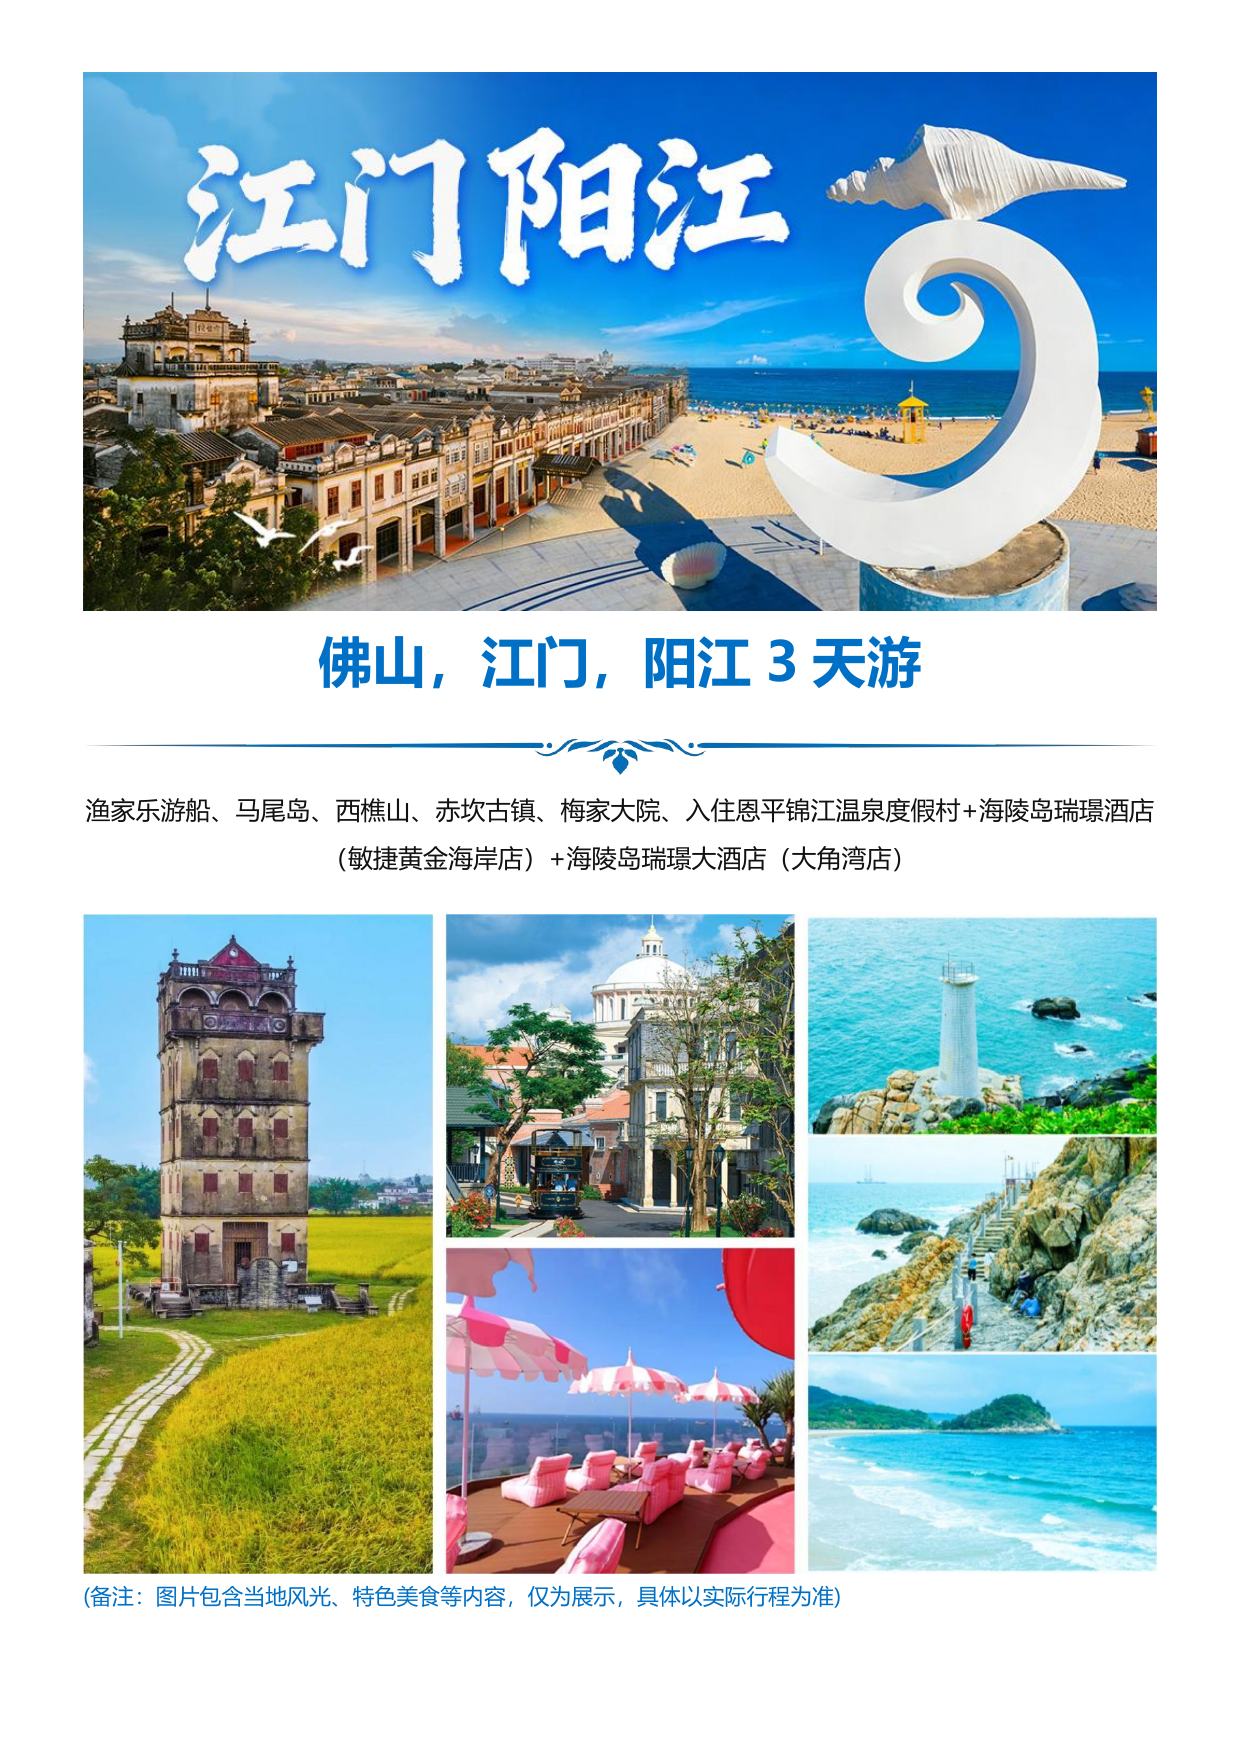 江门阳江
佛山，江门，阳江 3 天游
渔家乐游船、马尾岛、西樵山、赤坎古镇、梅家大院、入住恩平锦江温泉度假村+海陵岛瑞璟酒店
（敏捷黄金海岸店）+海陵岛瑞璟大酒店（大角湾店）
(备注：图片包含当地风光、特色美食等内容，仅为展示，具体以实际行程为准)